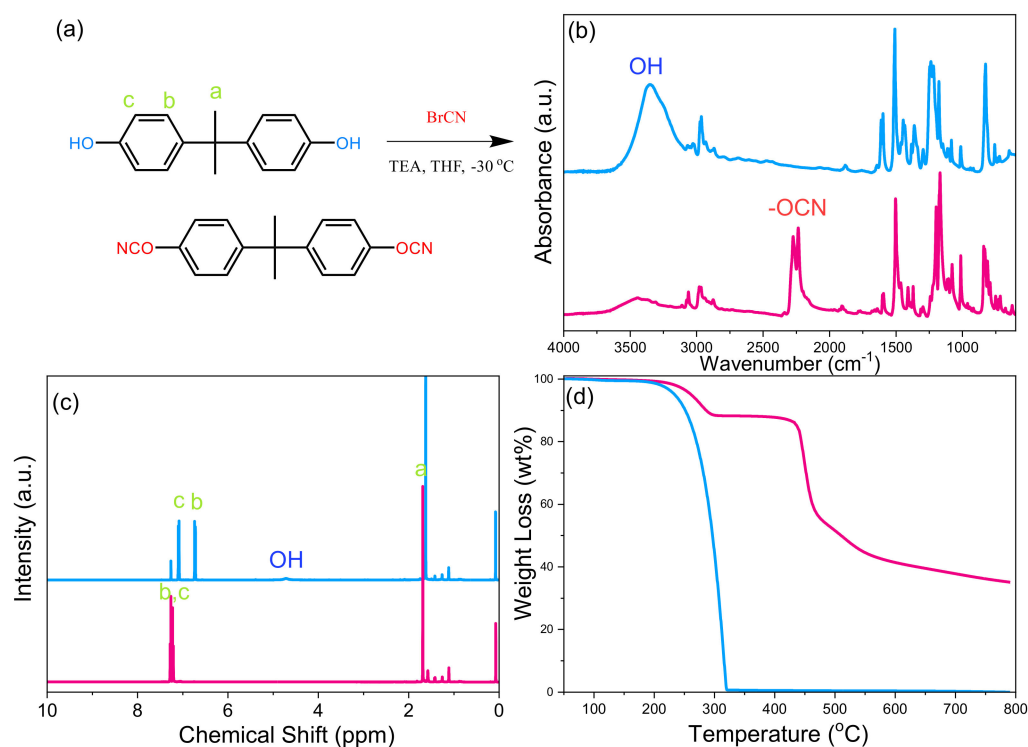 (a)
c b a
HO
OH
BrCN
TEA, THF, -30 °C
NCO
OCN
(b)
OH
-OCN
Absorbance (a.u.)
4000 3500 3000 2500 2000 1500 1000
Wavenumber (cm⁻¹)
(c)
a
c b
OH
b,c
Intensity (a.u.)
10 8 6 4 2 0
Chemical Shift (ppm)
(d)
100
80
60
40
20
0
Weight Loss (wt%)
100 200 300 400 500 600 700 800
Temperature (°C)